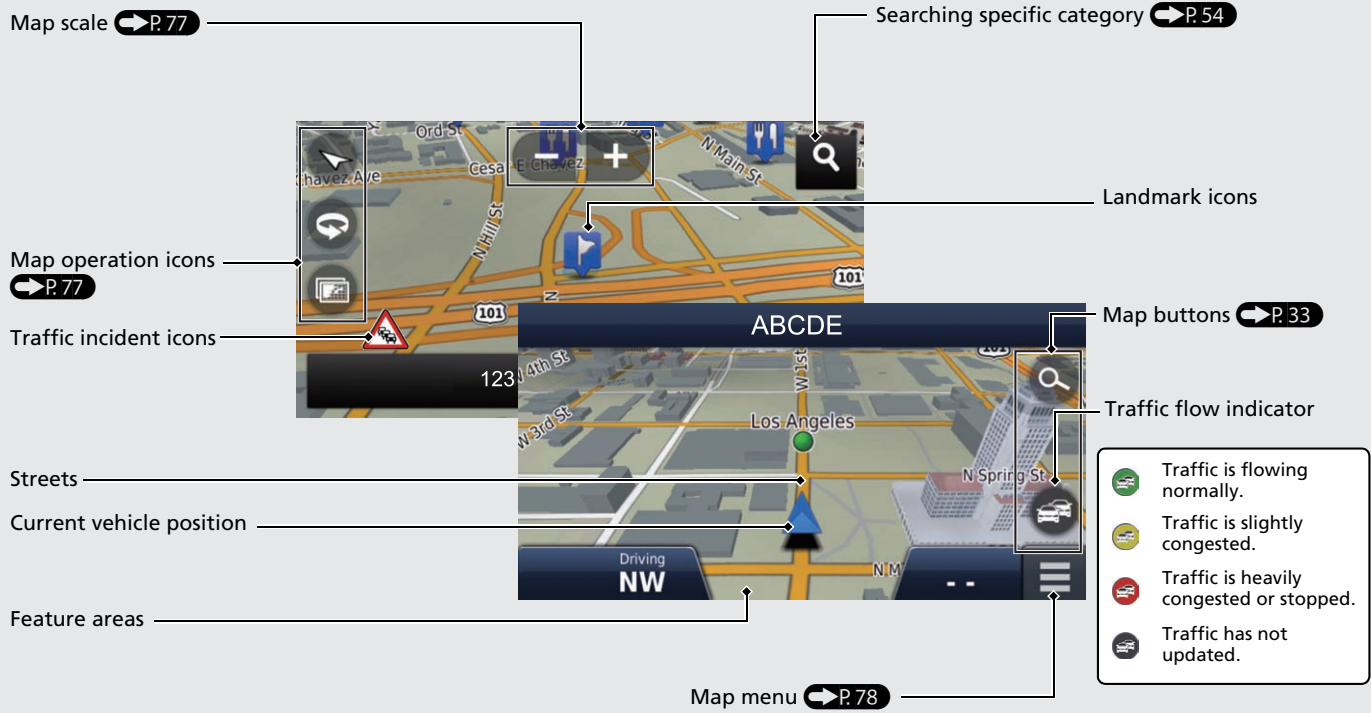 Map scale P. 77
Searching specific category P. 54
Ord St
N Main St
Cesar E Chavez
havez Ave
N Hill St
Landmark icons
Map operation icons
P. 77
101
101
N
Map buttons P. 33
Traffic incident icons
ABCDE
101
W 4th St
W 1st
123
W 3rd St
Los Angeles
Traffic flow indicator
N Spring St
Streets
Current vehicle position
Traffic is flowing
normally.
Traffic is slightly
congested.
Driving
NW
N M
- -
Traffic is heavily
congested or stopped.
Feature areas
Traffic has not
updated.
Map menu P. 78